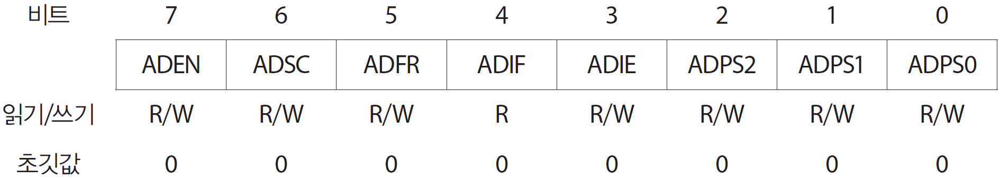 비트 7 6 5 4 3 2 1 0
ADEN ADSC ADFR ADIF ADIE ADPS2 ADPS1 ADPS0
읽기/쓰기 R/W R/W R/W R R/W R/W R/W R/W
초깃값 0 0 0 0 0 0 0 0